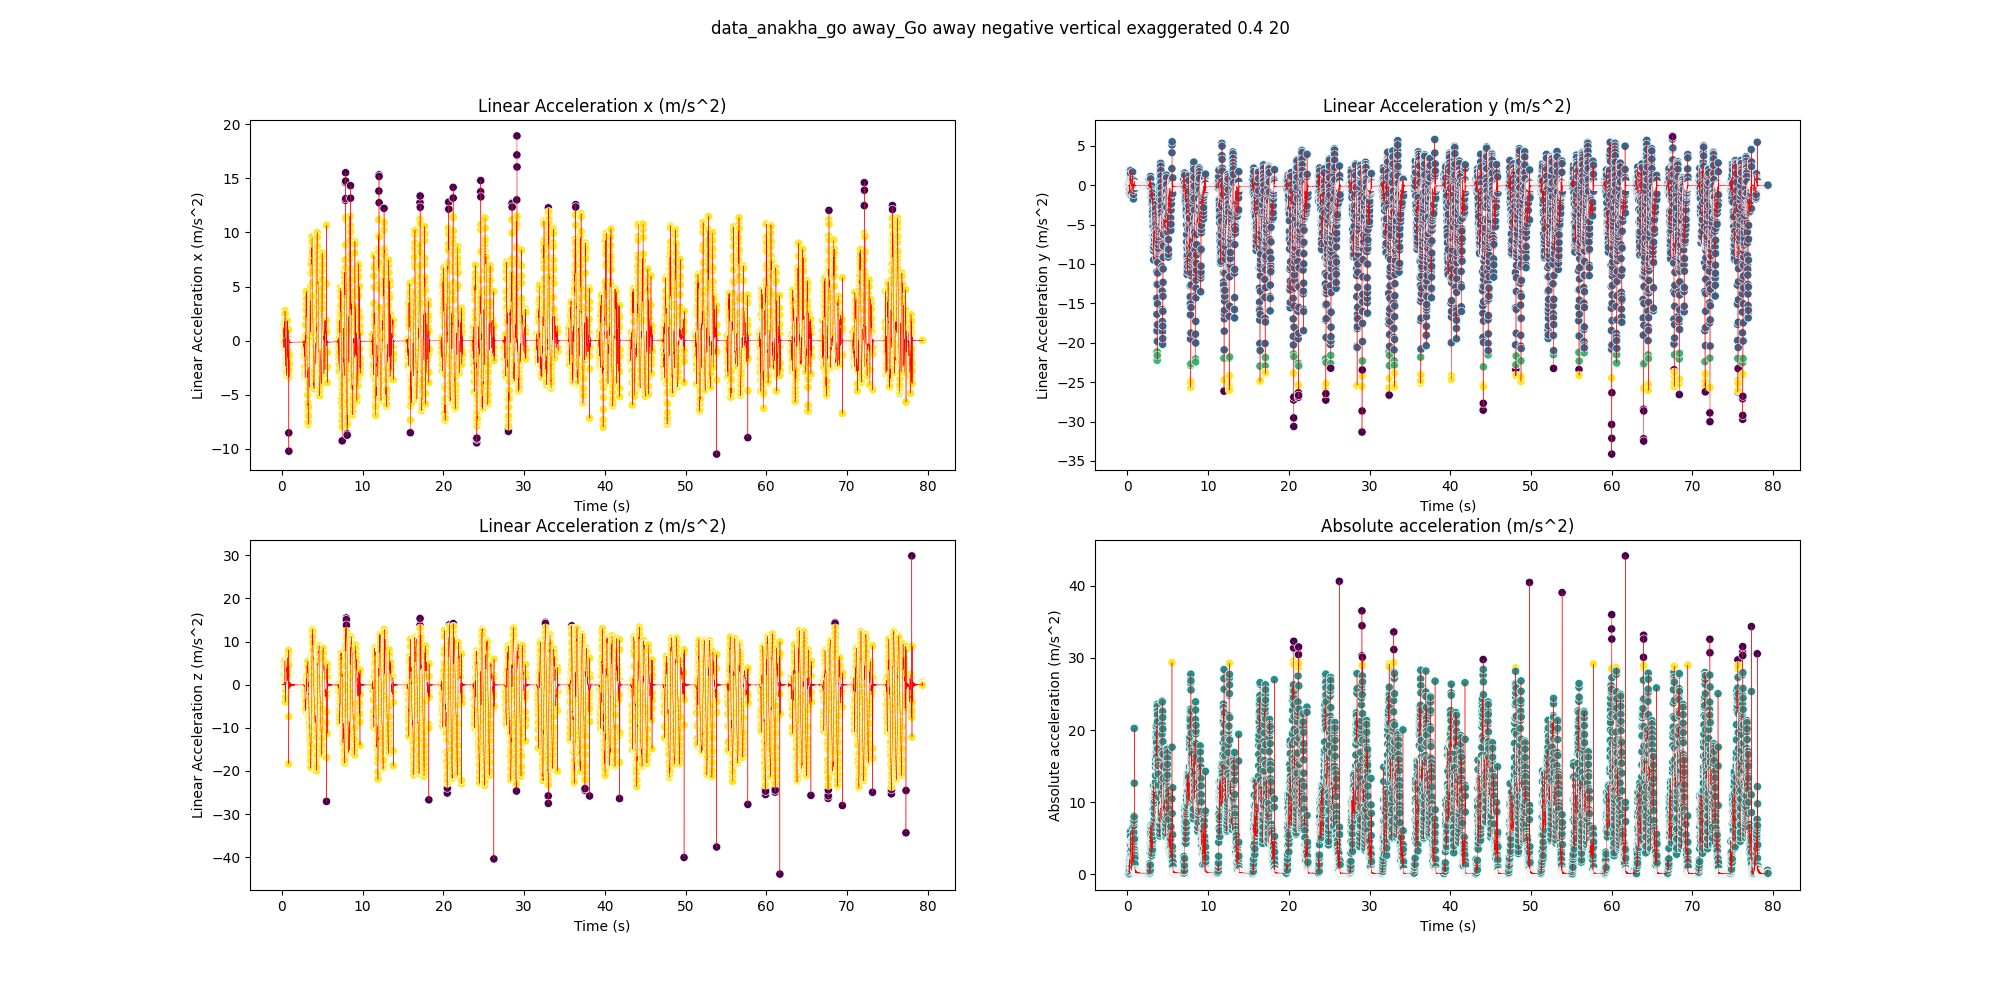 data_anakha_go away_Go away negative vertical exaggerated 0.4 20
Linear Acceleration x (m/s^2)
Linear Acceleration x (m/s^2)
20
15
10
5
0
−5
−10
0 10 20 30 40 50 60 70 80
Time (s)
Linear Acceleration y (m/s^2)
Linear Acceleration y (m/s^2)
5
0
−5
−10
−15
−20
−25
−30
−35
0 10 20 30 40 50 60 70 80
Time (s)
Linear Acceleration z (m/s^2)
Linear Acceleration z (m/s^2)
30
20
10
0
−10
−20
−30
−40
0 10 20 30 40 50 60 70 80
Time (s)
Absolute acceleration (m/s^2)
Absolute acceleration (m/s^2)
40
30
20
10
0
0 10 20 30 40 50 60 70 80
Time (s)